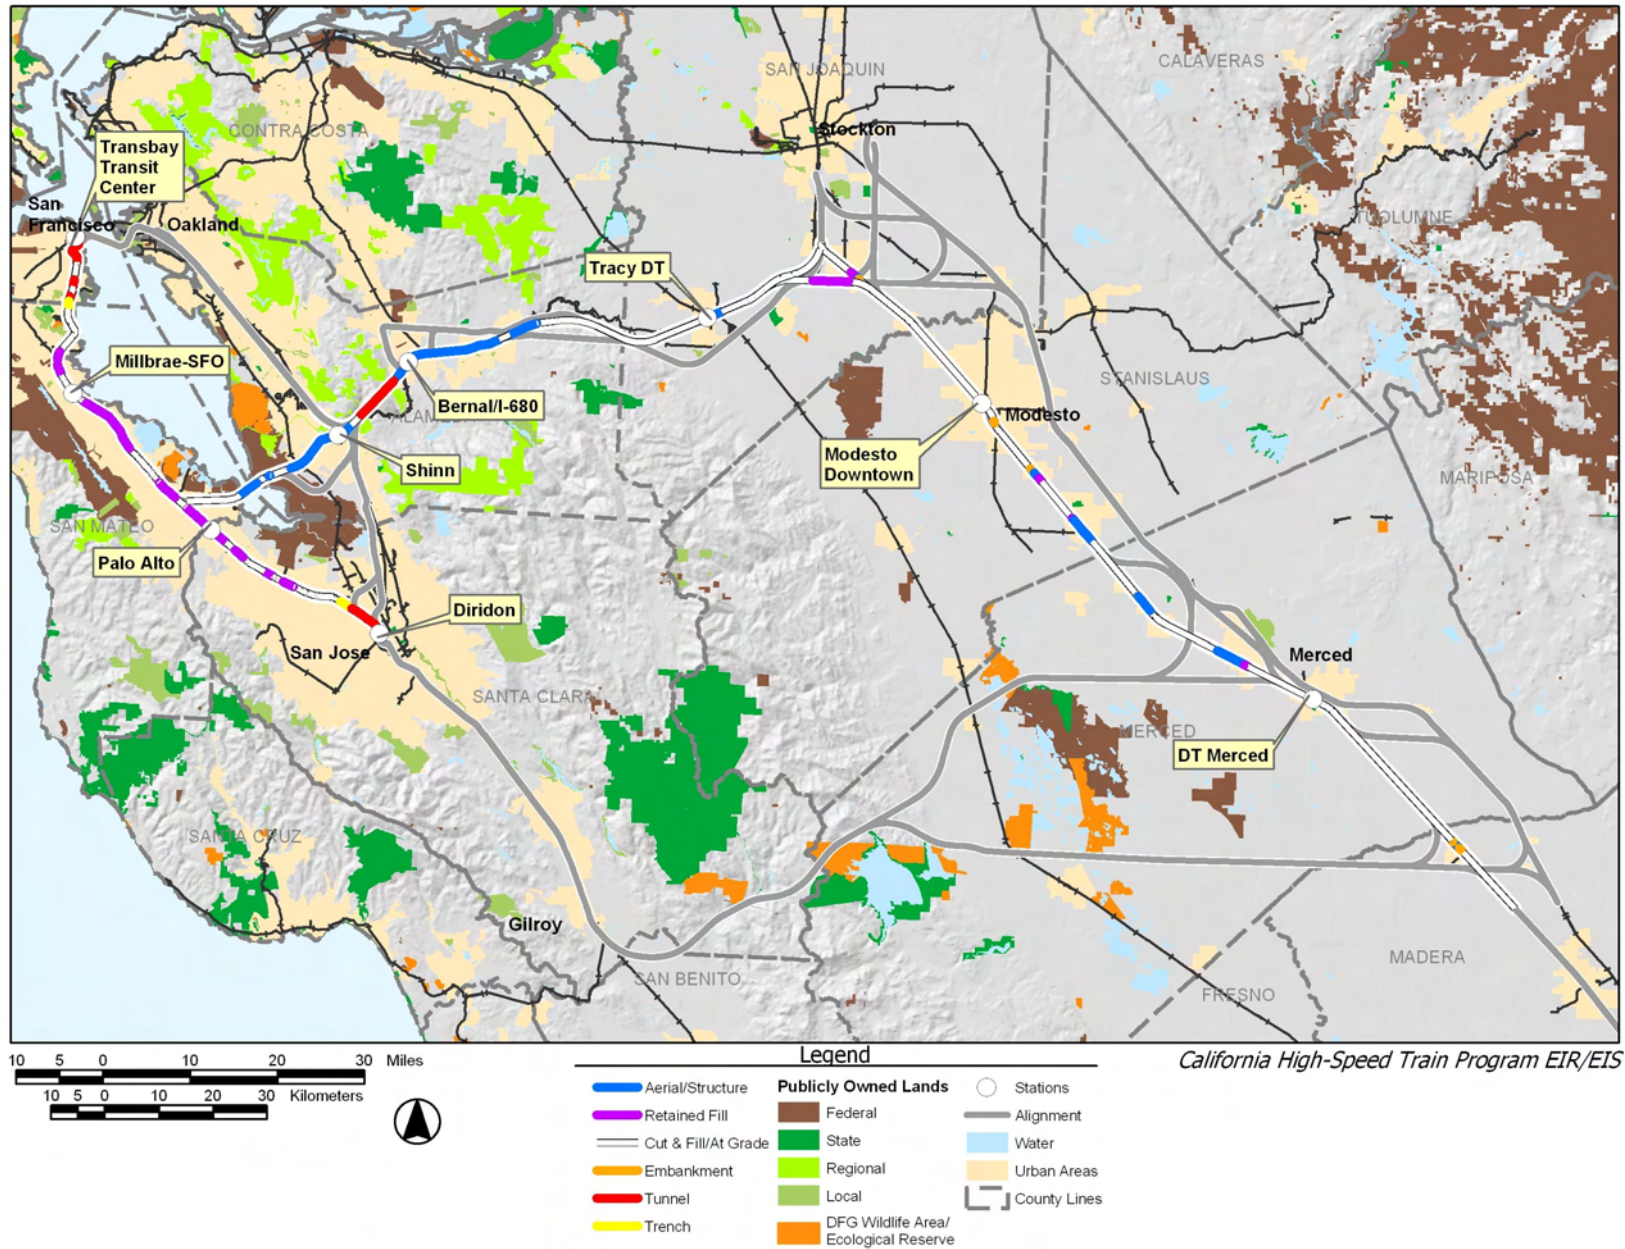 SAN JOAQUIN
CALAVERAS
CONTRA COSTA
Stockton
Transbay
Transit
Center
San
Francisco
Oakland
TUOLUMNE
Tracy DT
Millbrae-SFO
Bernal/I-680
ALAMEDA
STANISLAUS
Modesto
Modesto
Downtown
Shinn
MARIPOSA
SAN MATEO
Palo Alto
Diridon
San Jose
Merced
SANTA CLARA
MERCED
DT Merced
SANTA CRUZ
Gilroy
SAN BENITO
MADERA
FRESNO
10 5 0 10 20 30 Miles
10 5 0 10 20 30 Kilometers
Legend
California High-Speed Train Program EIR/EIS
Aerial/Structure
Retained Fill
Cut & Fill/At Grade
Embankment
Tunnel
Trench
Publicly Owned Lands
Federal
State
Regional
Local
DFG Wildlife Area/
Ecological Reserve
Stations
Alignment
Water
Urban Areas
County Lines